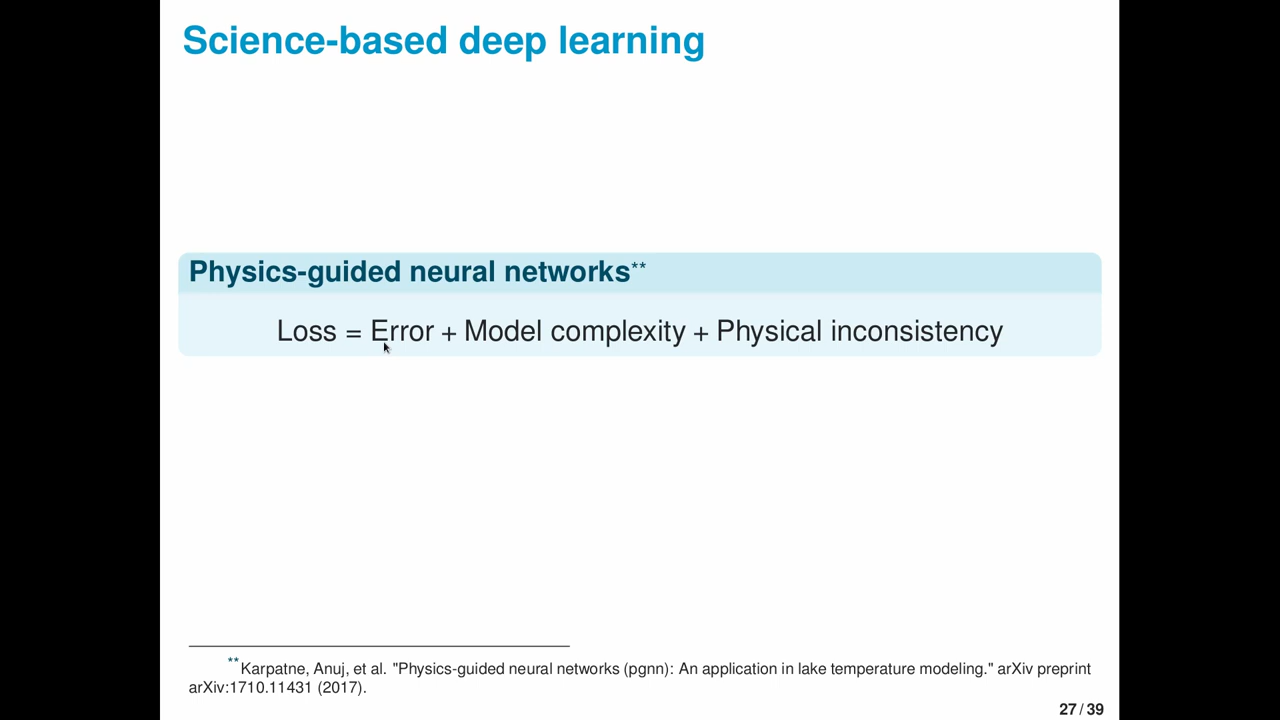 Science-based deep learning
Physics-guided neural networks**
Loss = Error + Model complexity + Physical inconsistency
**Karpatne, Anuj, et al. "Physics-guided neural networks (pgnn): An application in lake temperature modeling." arXiv preprint
arXiv:1710.11431 (2017).
27 / 39